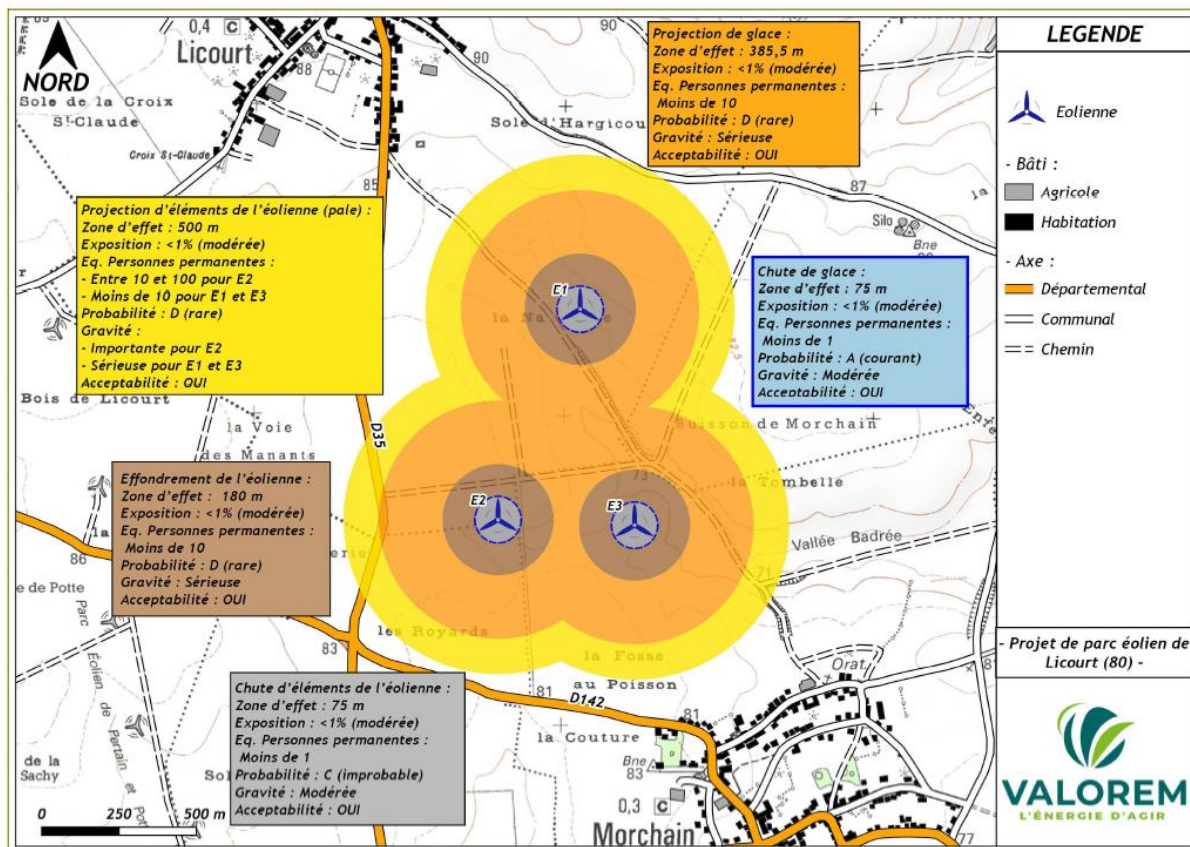 NORD
0,4 C
Licourt
88
90
90
Sole de la Croix
St-Claude
Croix St-Claude
85
Sole d'Hargicou
87
Silo
Bne
Projection de glace :
Zone d'effet : 385,5 m
Exposition : <1% (modérée)
Eq. Personnes permanentes :
Moins de 10
Probabilité : D (rare)
Gravité : Sérieuse
Acceptabilité : OUI
Projection d'éléments de l'éolienne (pale) :
Zone d'effet : 500 m
Exposition : <1% (modérée)
Eq. Personnes permanentes :
- Entre 10 et 100 pour E2
- Moins de 10 pour E1 et E3
Probabilité : D (rare)
Gravité :
- Importante pour E2
- Sérieuse pour E1 et E3
Acceptabilité : OUI
Chute de glace :
Zone d'effet : 75 m
Exposition : <1% (modérée)
Eq. Personnes permanentes :
Moins de 1
Probabilité : A (courant)
Gravité : Modérée
Acceptabilité : OUI
E1
Bois de Licourt
la Voie
des Manants
D35
Buisson de Morchain
la Tombelle
73
E2
E3
Vallée Badrée
71
Effondrement de l'éolienne :
Zone d'effet : 180 m
Exposition : <1% (modérée)
Eq. Personnes permanentes :
Moins de 10
Probabilité : D (rare)
Gravité : Sérieuse
Acceptabilité : OUI
86
e de Potte
Parc
Éolien de
Pertain et Pot
83
les Royards
la Fosse
au Poisson
81
D142
la Couture
Orat.
81
Bne
83
0,3 C
Morchain
77
de la
Sachy
Chute d'éléments de l'éolienne :
Zone d'effet : 75 m
Exposition : <1% (modérée)
Eq. Personnes permanentes :
Moins de 1
Probabilité : C (improbable)
Gravité : Modérée
Acceptabilité : OUI
0 250 500 m
LEGENDE
Eolienne
- Bâti :
Agricole
Habitation
- Axe :
Départemental
Communal
Chemin
- Projet de parc éolien de
Licourt (80) -
VALOREM
L'ÉNERGIE D'AGIR